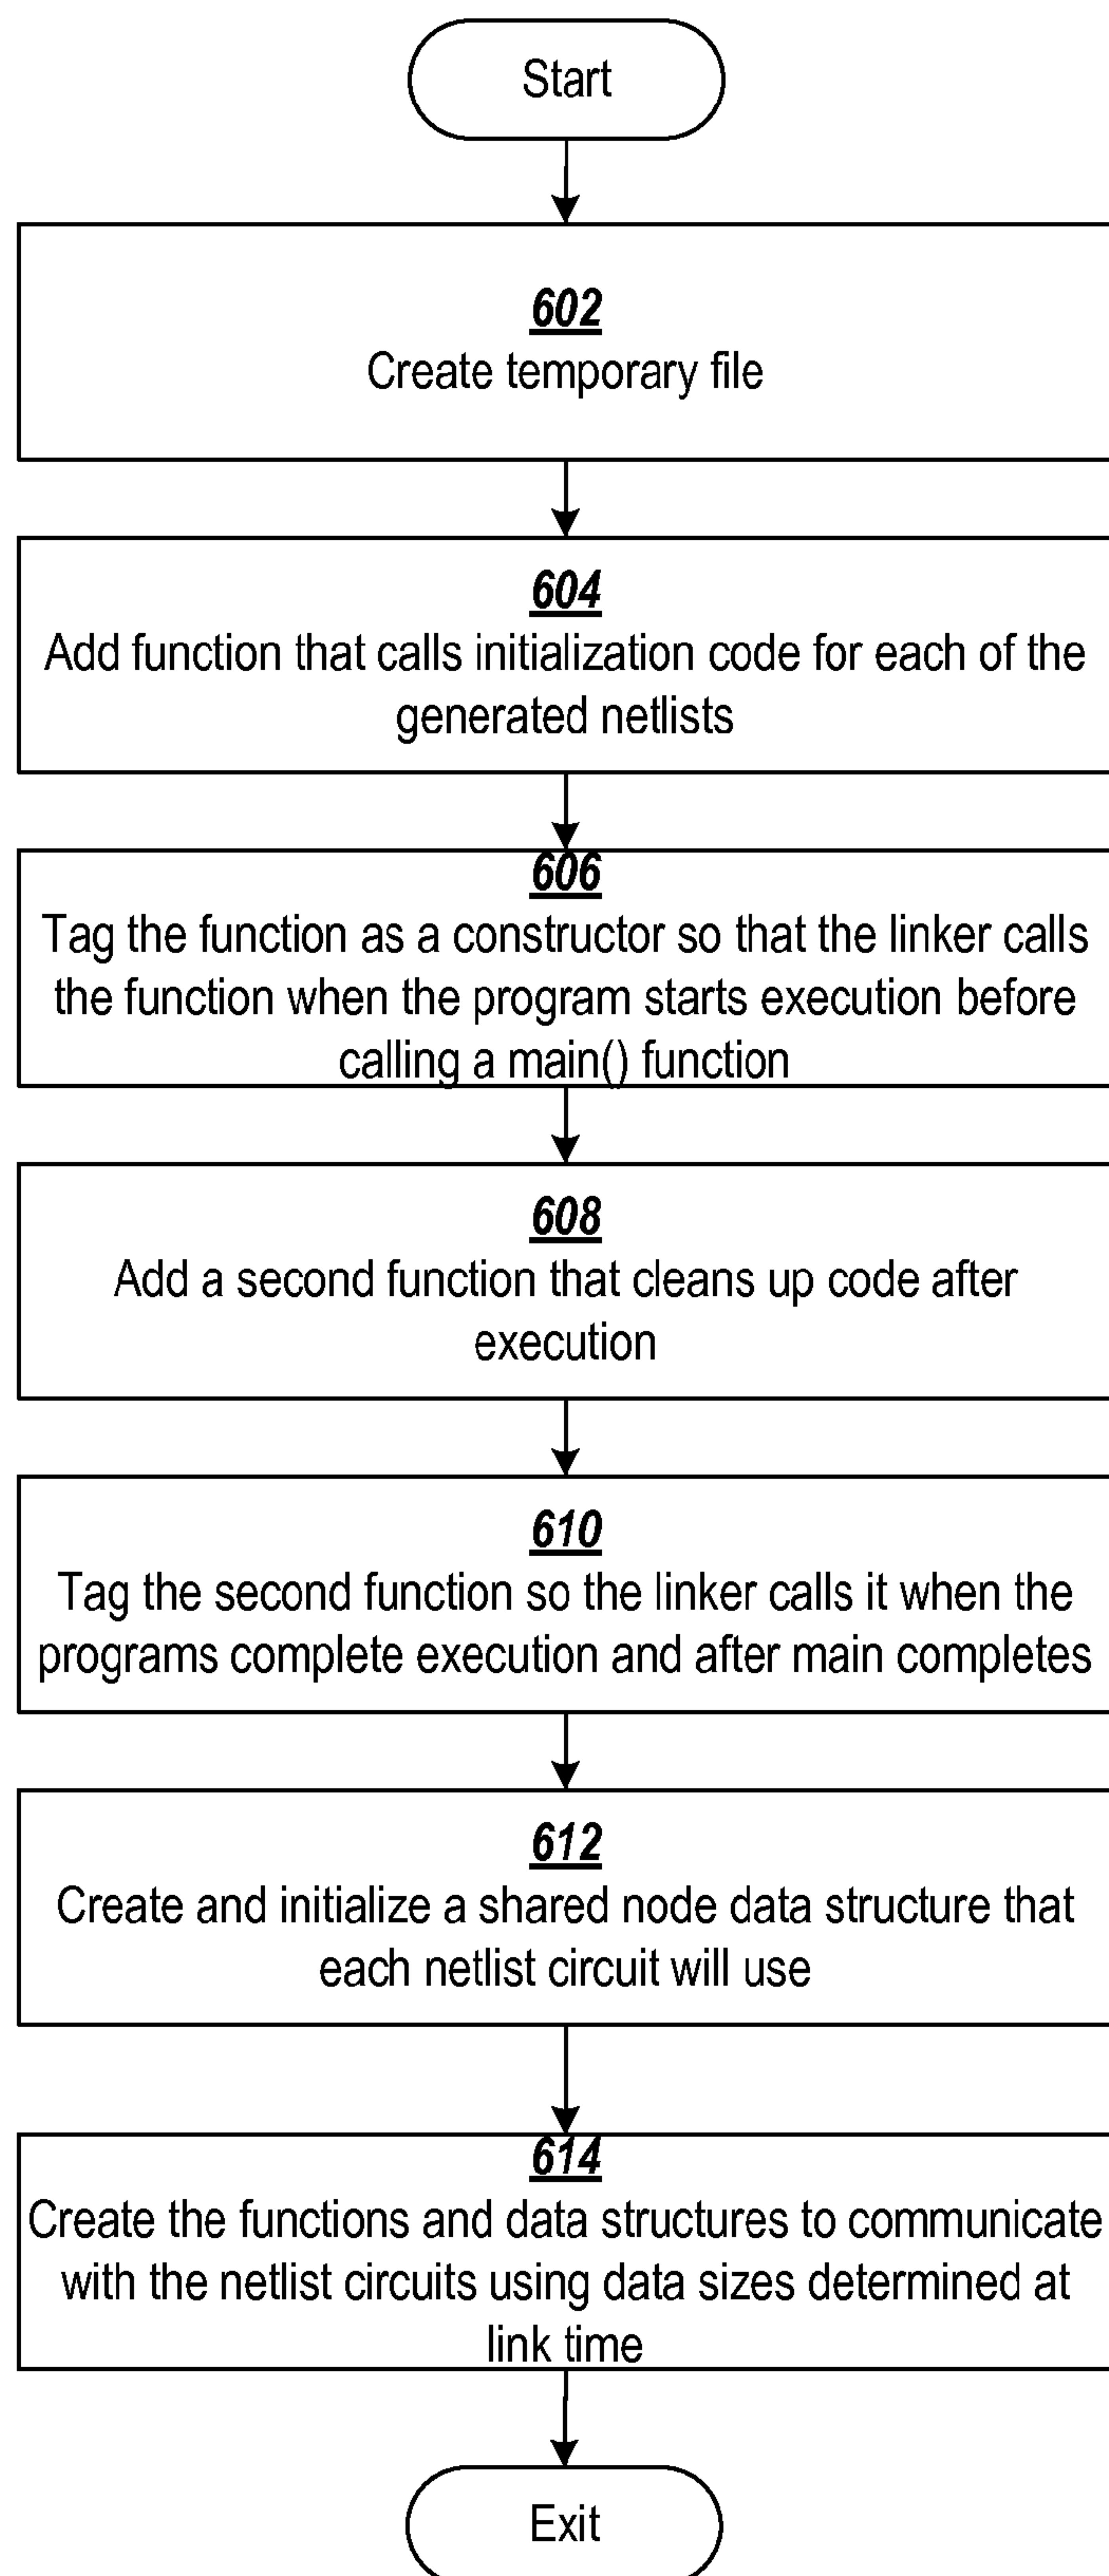 Start
602
Create temporary file
604
Add function that calls initialization code for each of the
generated netlists
606
Tag the function as a constructor so that the linker calls
the function when the program starts execution before
calling a main() function
608
Add a second function that cleans up code after
execution
610
Tag the second function so the linker calls it when the
programs complete execution and after main completes
612
Create and initialize a shared node data structure that
each netlist circuit will use
614
Create the functions and data structures to communicate
with the netlist circuits using data sizes determined at
link time
Exit